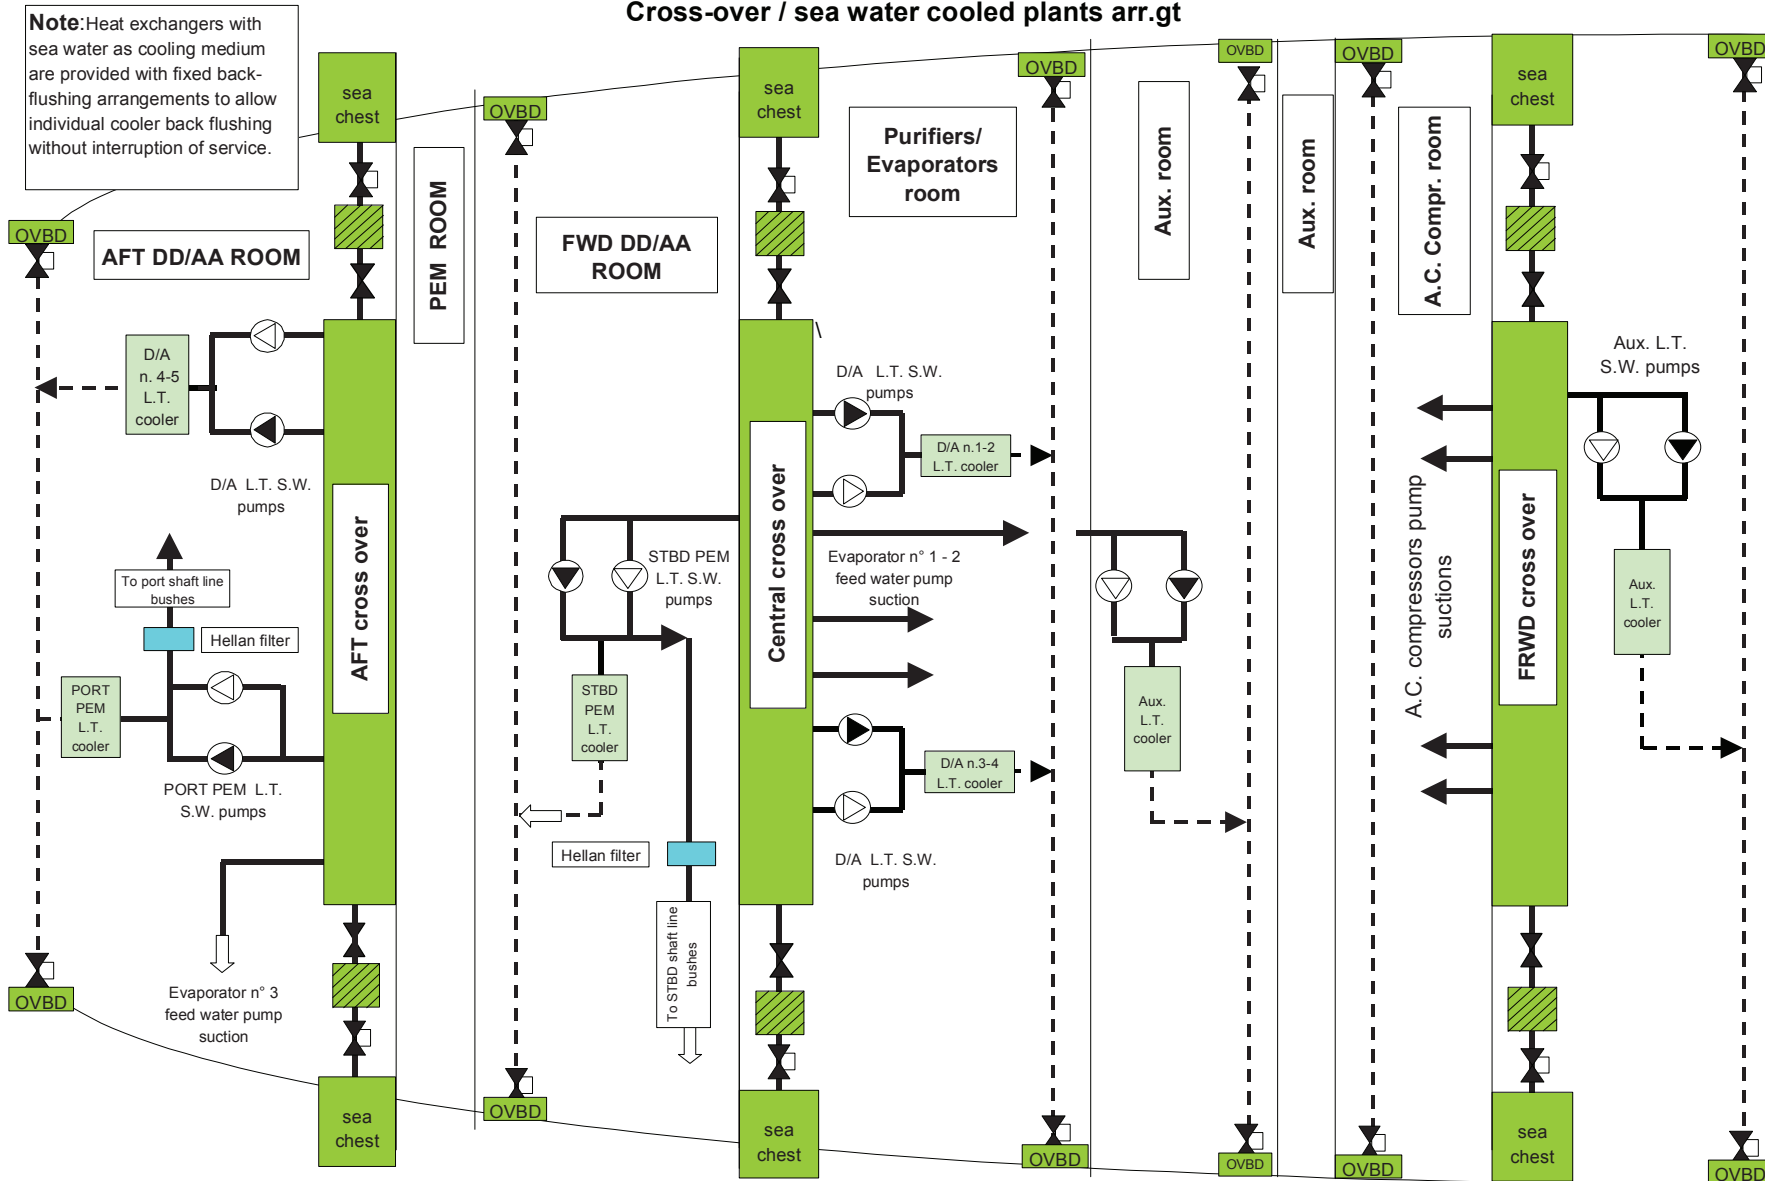 Cross-over / sea water cooled plants arr.gt
Note:Heat exchangers with
sea water as cooling medium
are provided with fixed back-
flushing arrangements to allow
individual cooler back flushing
without interruption of service.
sea
chest
sea
chest
sea
chest
OVBD
OVBD
OVBD
OVBD
OVBD
OVBD
AFT DD/AA ROOM
PEM ROOM
FWD DD/AA
ROOM
Purifiers/
Evaporators
room
Aux. room
Aux. room
A.C. Compr. room
D/A
n. 4-5
L.T.
cooler
D/A L.T. S.W.
pumps
AFT cross over
To port shaft line
bushes
Hellan filter
PORT
PEM
L.T.
cooler
PORT PEM L.T.
S.W. pumps
Evaporator n° 3
feed water pump
suction
STBD PEM
L.T. S.W.
pumps
STBD
PEM
L.T.
cooler
Hellan filter
To STBD shaft line
bushes
Central cross over
\
D/A L.T. S.W.
pumps
D/A n.1-2
L.T. cooler
Evaporator n° 1 - 2
feed water pump
suction
D/A n.3-4
L.T. cooler
D/A L.T. S.W.
pumps
Aux.
L.T.
cooler
A.C. compressors pump
suctions
FRWD cross over
Aux. L.T.
S.W. pumps
Aux.
L.T.
cooler
OVBD
OVBD
OVBD
OVBD
OVBD
OVBD
sea
chest
sea
chest
sea
chest